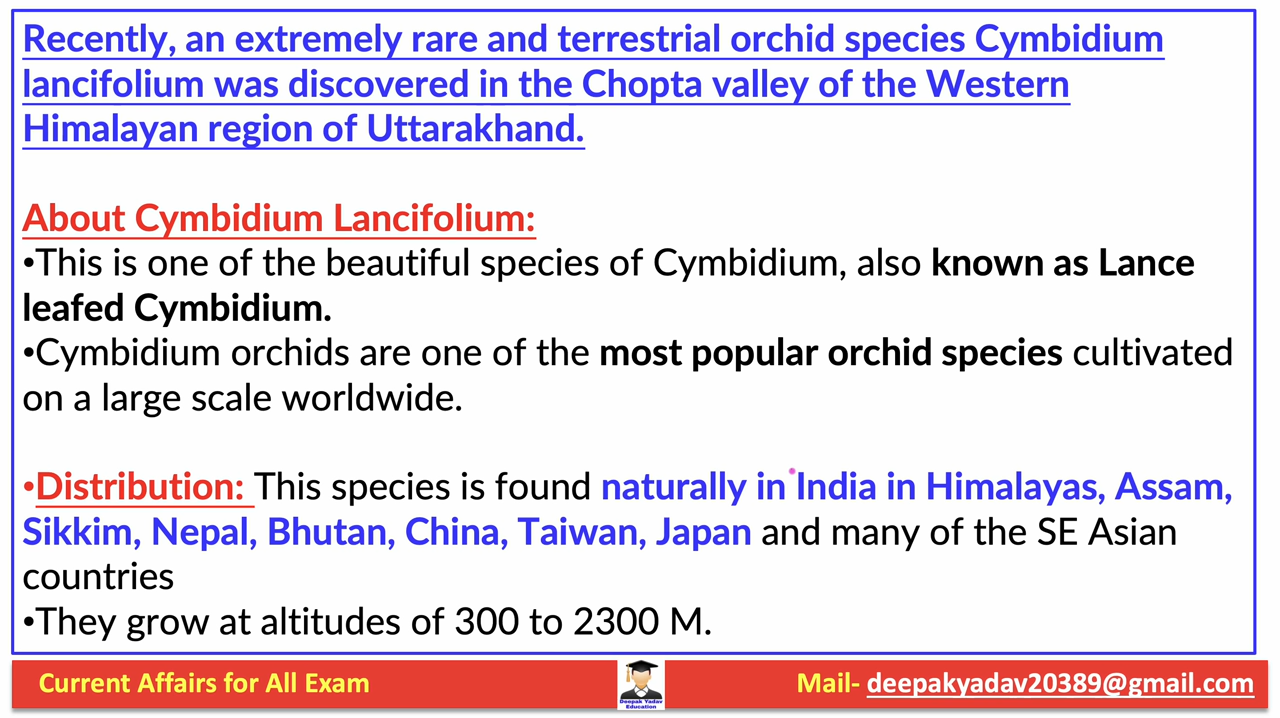 Recently, an extremely rare and terrestrial orchid species Cymbidium
lancifolium was discovered in the Chopta valley of the Western
Himalayan region of Uttarakhand.
About Cymbidium Lancifolium:
•This is one of the beautiful species of Cymbidium, also known as Lance
leafed Cymbidium.
•Cymbidium orchids are one of the most popular orchid species cultivated
on a large scale worldwide.
•Distribution: This species is found naturally in India in Himalayas, Assam,
Sikkim, Nepal, Bhutan, China, Taiwan, Japan and many of the SE Asian
countries
•They grow at altitudes of 300 to 2300 M.
Current Affairs for All Exam
Deepak Yadav
Education
Mail- deepakyadav20389@gmail.com